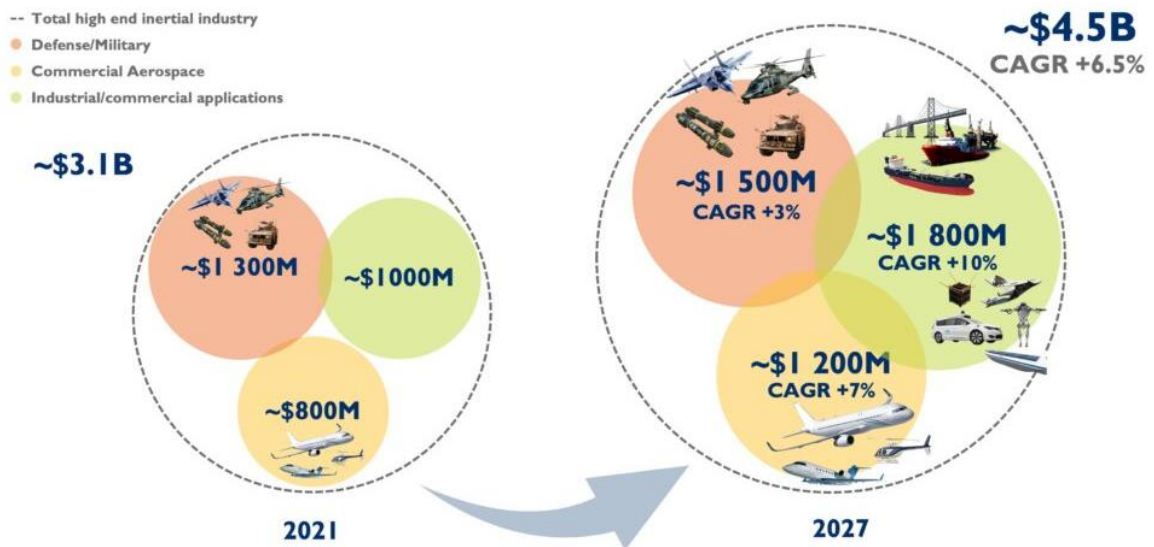 -- Total high end inertial industry
Defense/Military
Commercial Aerospace
Industrial/commercial applications
~$3.1B
~$1 300M
~$1000M
~$800M
2021
~$4.5B
CAGR +6.5%
~$1 500M
CAGR +3%
~$1 800M
CAGR +10%
~$1 200M
CAGR +7%
2027